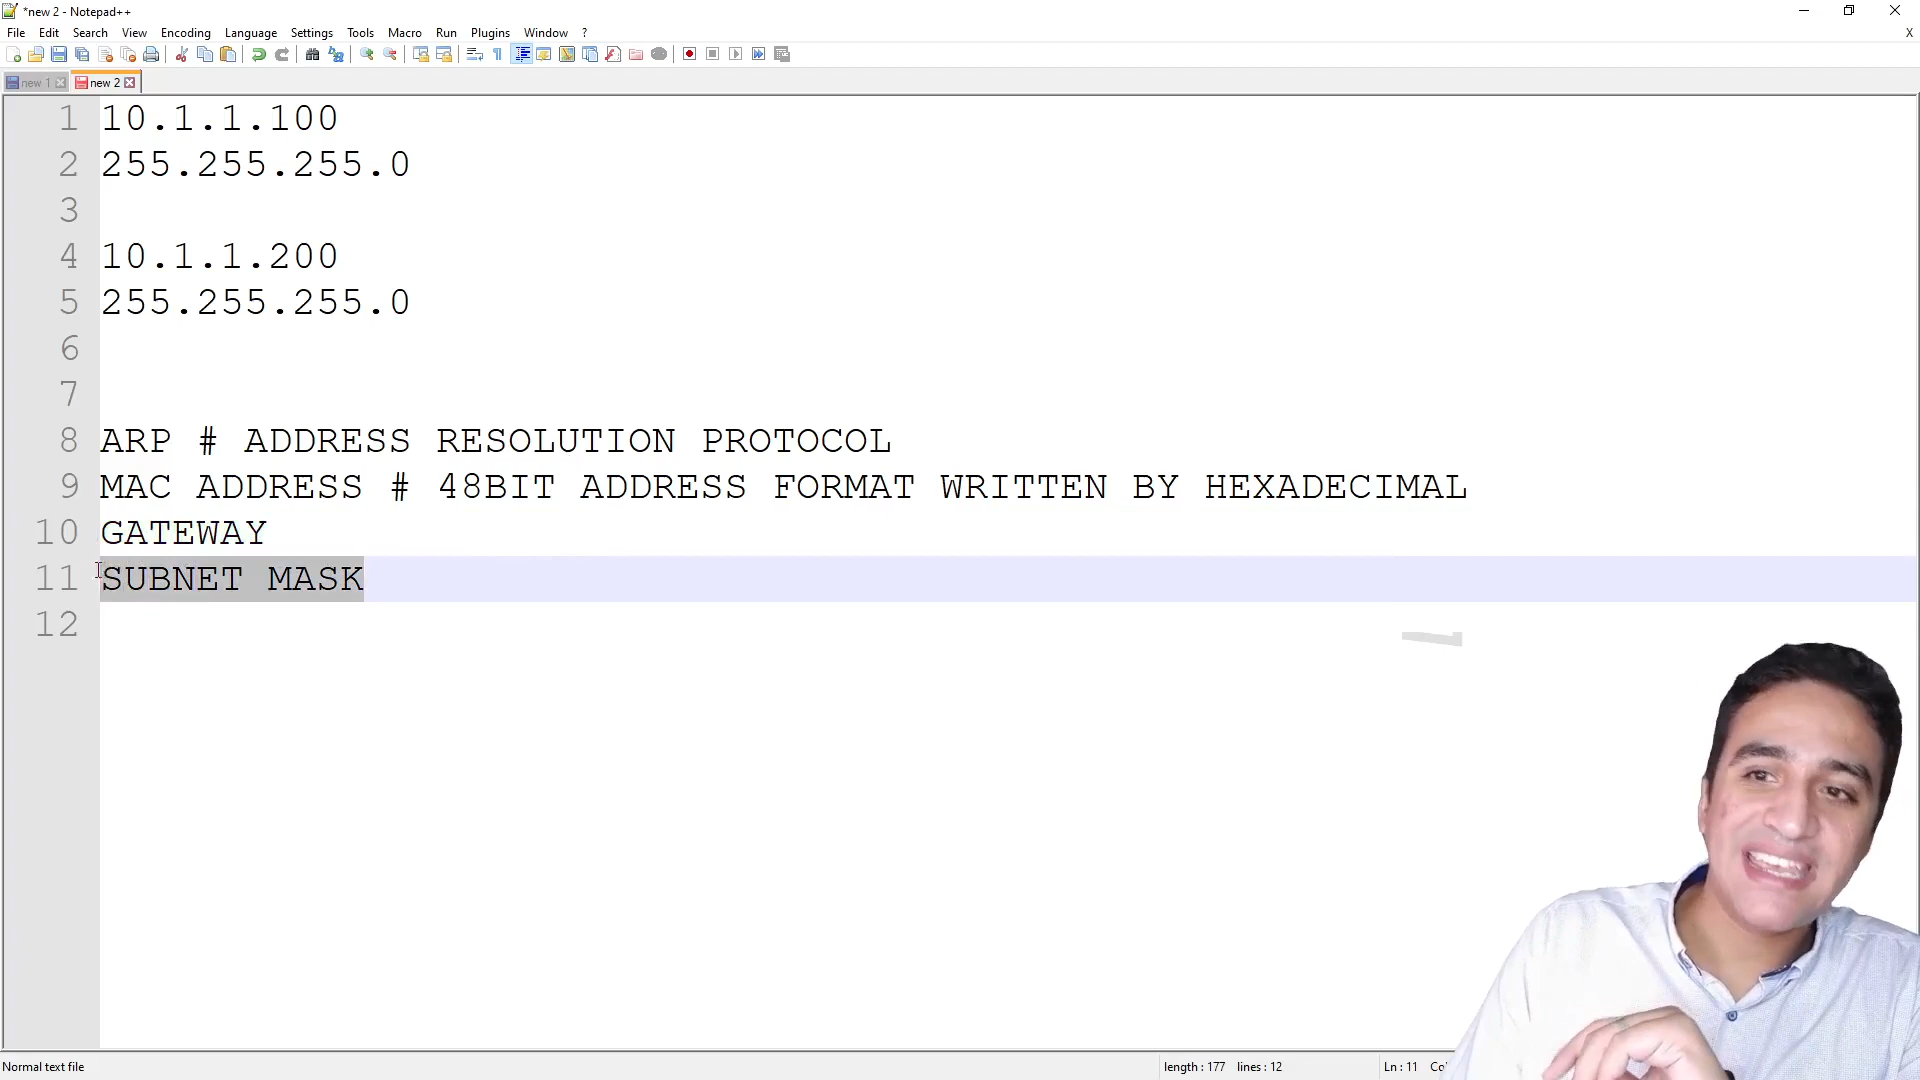 *new 2 - Notepad++
File Edit Search View Encoding Language Settings Tools Macro Run Plugins Window ? X
new 1 new 2
1 10.1.1.100
2 255.255.255.0
3
4 10.1.1.200
5 255.255.255.0
6
7
8 ARP # ADDRESS RESOLUTION PROTOCOL
9 MAC ADDRESS # 48BIT ADDRESS FORMAT WRITTEN BY HEXADECIMAL
10 GATEWAY
11 SUBNET MASK
12
Normal text file length : 177 lines : 12 Ln : 11